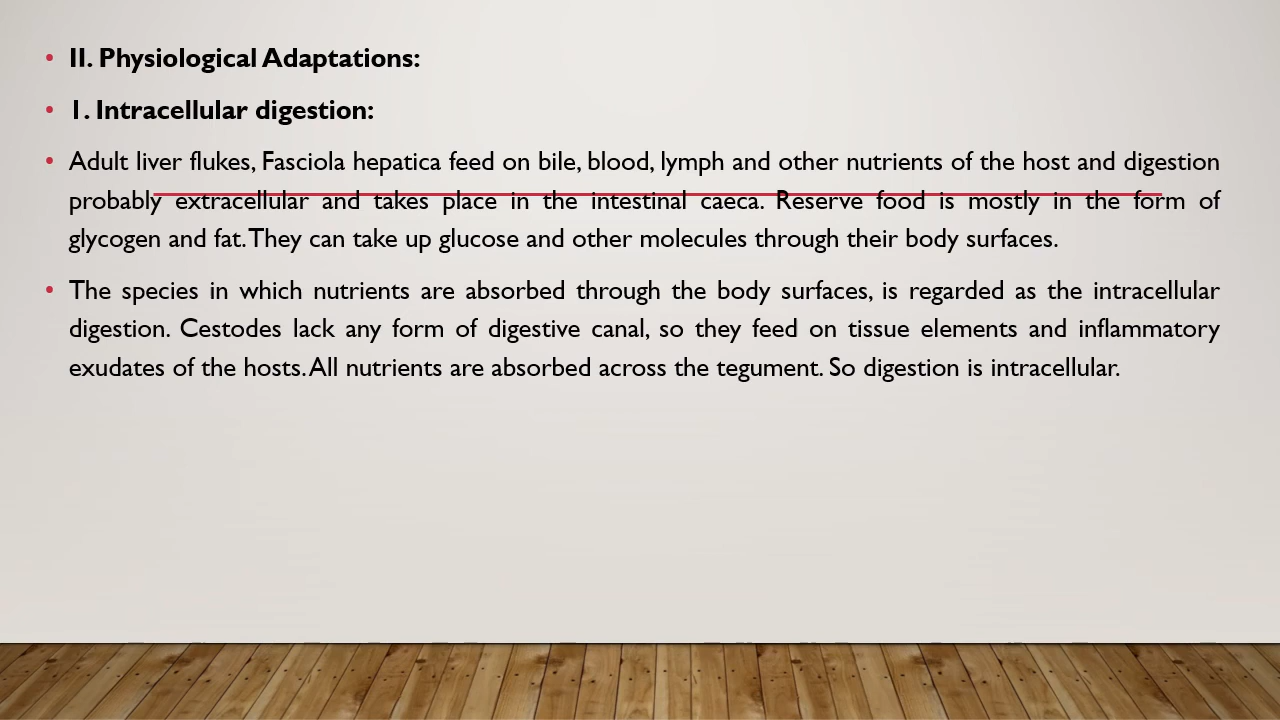 • II. Physiological Adaptations:
• 1. Intracellular digestion:
• Adult liver flukes, Fasciola hepatica feed on bile, blood, lymph and other nutrients of the host and digestion
probably extracellular and takes place in the intestinal caeca. Reserve food is mostly in the form of
glycogen and fat. They can take up glucose and other molecules through their body surfaces.
• The species in which nutrients are absorbed through the body surfaces, is regarded as the intracellular
digestion. Cestodes lack any form of digestive canal, so they feed on tissue elements and inflammatory
exudates of the hosts. All nutrients are absorbed across the tegument. So digestion is intracellular.